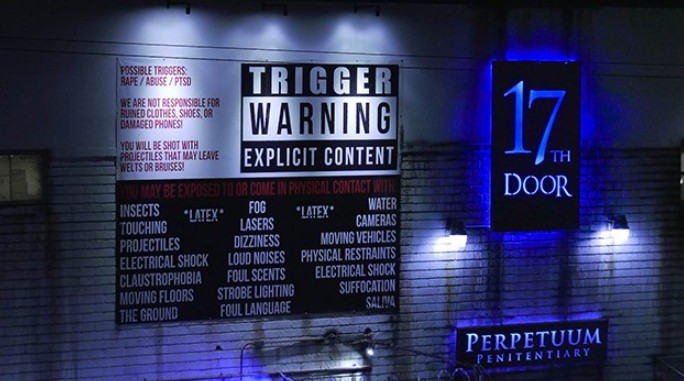 POSSIBLE TRIGGERS:
RAPE / ABUSE / PTSD
WE ARE NOT RESPONSIBLE FOR
RUINED CLOTHES, SHOES, OR
DAMAGED PHONES!
YOU WILL BE SHOT WITH
PROJECTILES THAT MAY LEAVE
WELTS OR BRUISES!
TRIGGER
WARNING
EXPLICIT CONTENT
YOU MAY BE EXPOSED TO OR COME IN PHYSICAL CONTACT WITH:
INSECTS
TOUCHING
PROJECTILES
ELECTRICAL SHOCK
CLAUSTROPHOBIA
MOVING FLOORS
THE GROUND
*LATEX*
FOG
LASERS
DIZZINESS
LOUD NOISES
FOUL SCENTS
STROBE LIGHTING
FOUL LANGUAGE
*LATEX*
WATER
CAMERAS
MOVING VEHICLES
PHYSICAL RESTRAINTS
ELECTRICAL SHOCK
SUFFOCATION
SALIVA
17TH
DOOR
PERPETUUM
PENITENTIARY